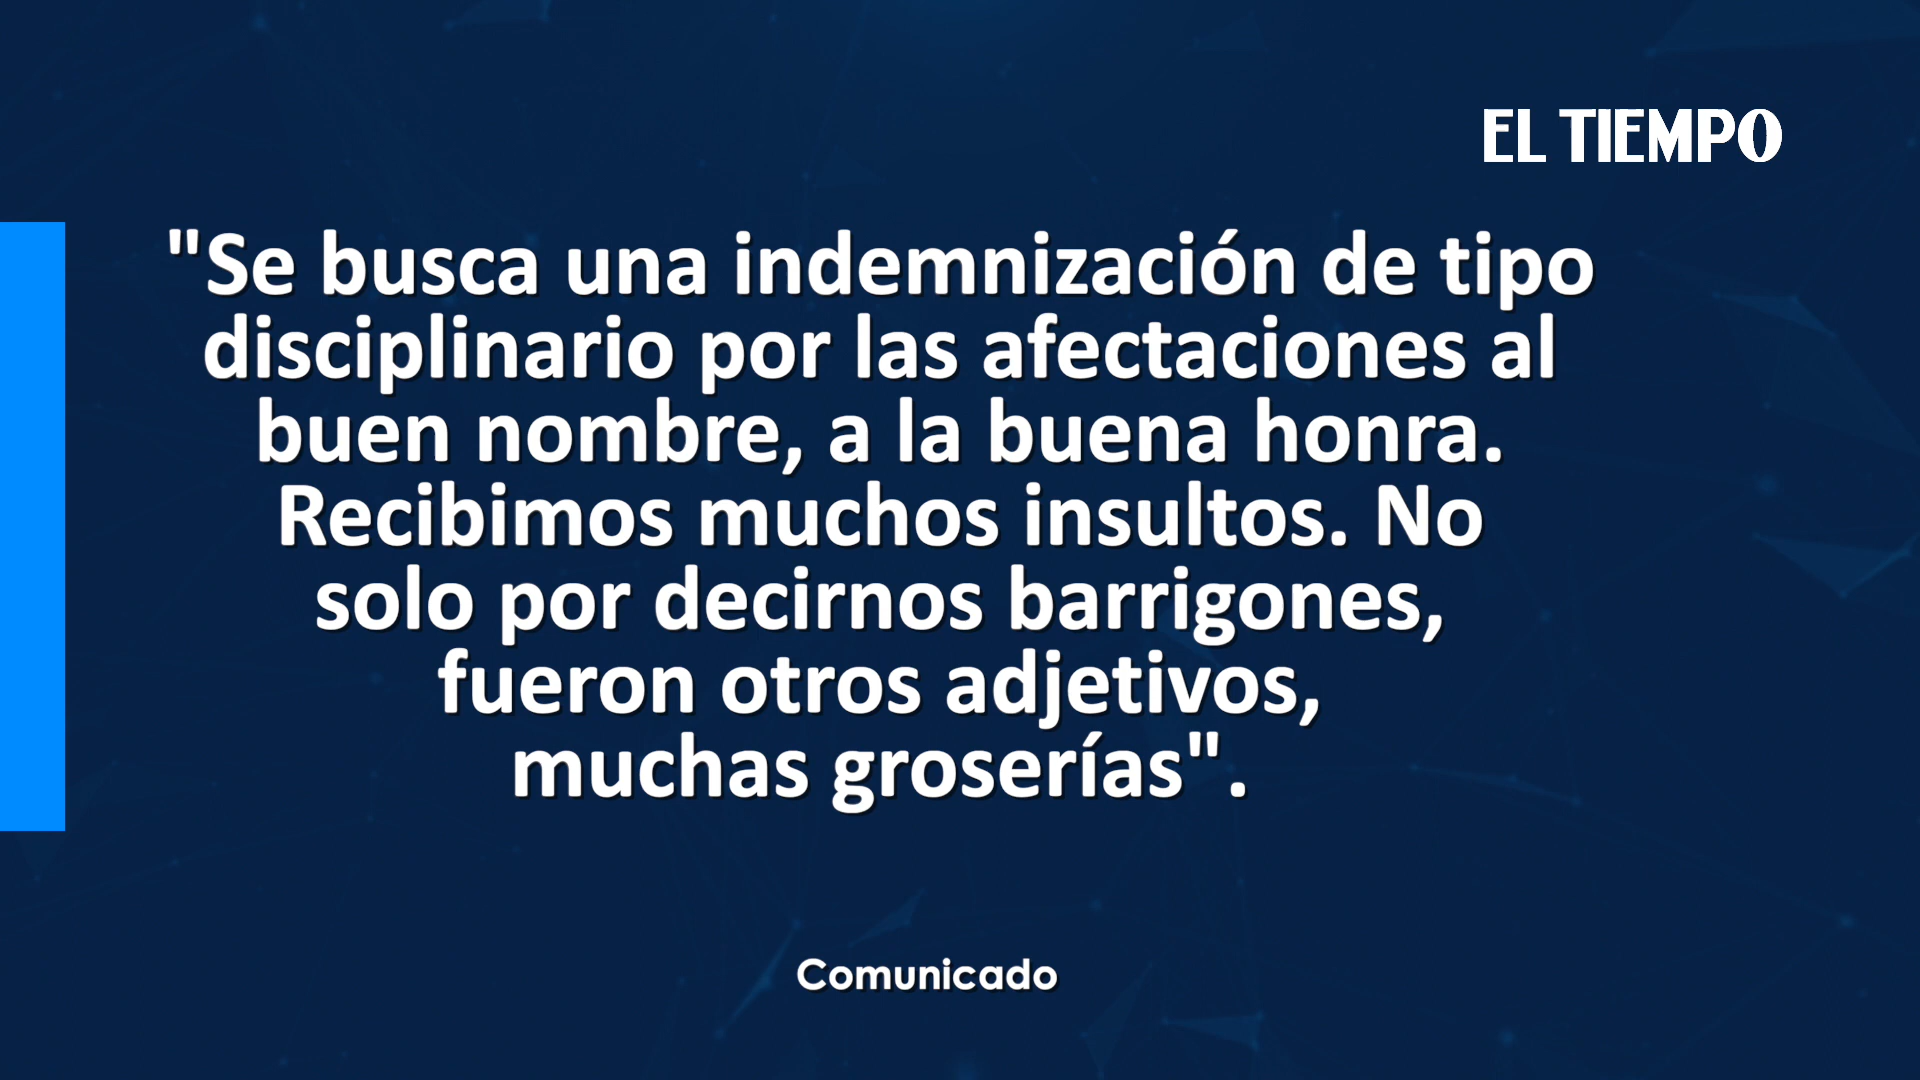 EL TIEMPO
"Se busca una indemnización de tipo
disciplinario por las afectaciones al
buen nombre, a la buena honra.
Recibimos muchos insultos. No
solo por decirnos barrigones,
fueron otros adjetivos,
muchas groserías".
Comunicado